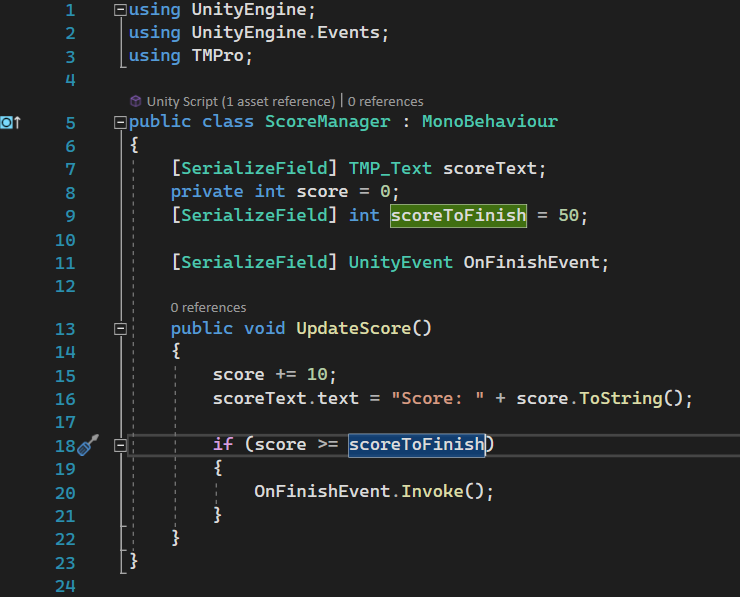 1 using UnityEngine;
2 using UnityEngine.Events;
3 using TMPro;
4
Unity Script (1 asset reference) | 0 references
5 public class ScoreManager : MonoBehaviour
6 {
7 [SerializeField] TMP_Text scoreText;
8 private int score = 0;
9 [SerializeField] int scoreToFinish = 50;
10
11 [SerializeField] UnityEvent OnFinishEvent;
12
0 references
13 public void UpdateScore()
14 {
15 score += 10;
16 scoreText.text = "Score: " + score.ToString();
17
18 if (score >= scoreToFinish)
19 {
20 OnFinishEvent.Invoke();
21 }
22 }
23 }
24